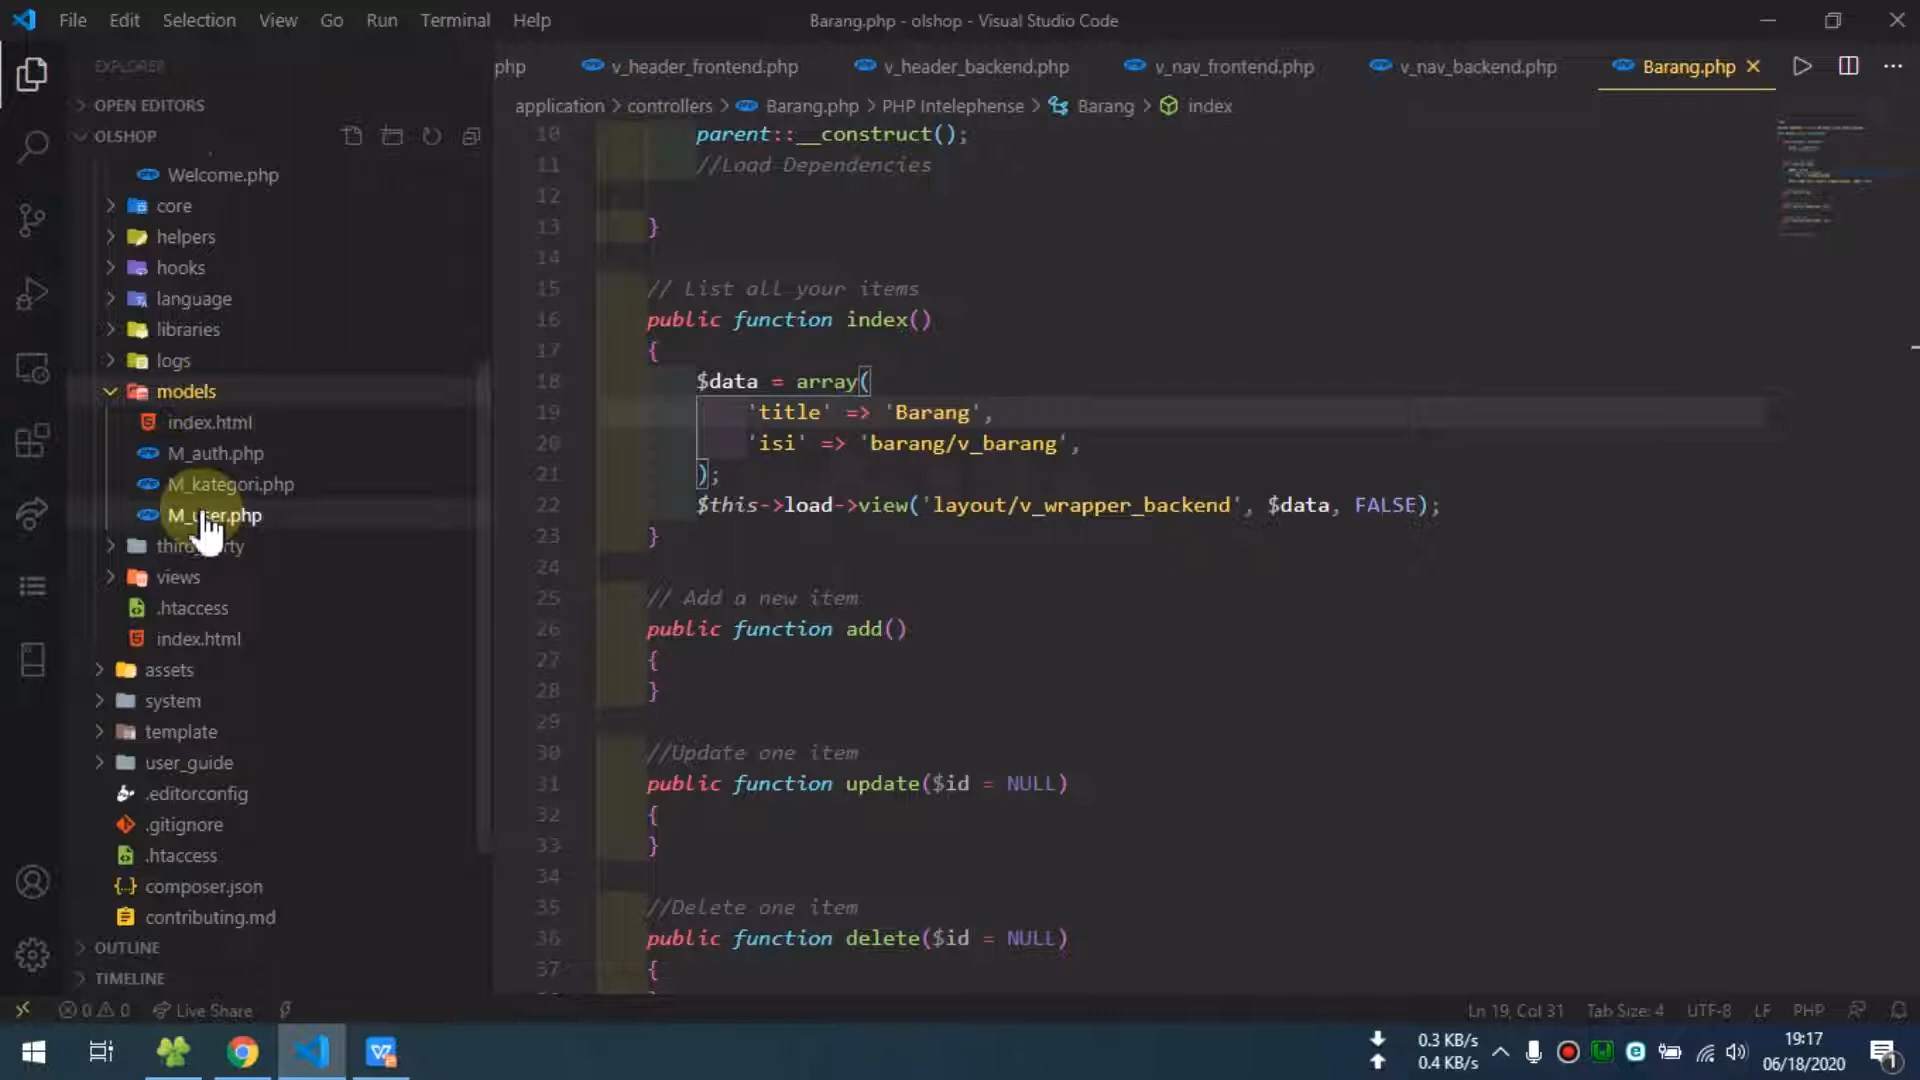 File Edit Selection View Go Run Terminal Help
Barang.php - olshop - Visual Studio Code
EXPLORER
OPEN EDITORS
OLSHOP
Welcome.php
core
helpers
hooks
language
libraries
logs
models
index.html
M_auth.php
M_kategori.php
M_user.php
third_party
views
.htaccess
index.html
assets
system
template
user_guide
.editorconfig
.gitignore
.htaccess
composer.json
contributing.md
OUTLINE
TIMELINE
php v_header_frontend.php v_header_backend.php v_nav_frontend.php v_nav_backend.php Barang.php
application > controllers > Barang.php > PHP Intelephense > Barang > index
10 parent::__construct();
11 //Load Dependencies
12
13 }
14
15 // List all your items
16 public function index()
17 {
18 $data = array(
19 'title' => 'Barang',
20 'isi' => 'barang/v_barang',
21 );
22 $this->load->view('layout/v_wrapper_backend', $data, FALSE);
23 }
24
25 // Add a new item
26 public function add()
27 {
28 }
29
30 //Update one item
31 public function update($id = NULL)
32 {
33 }
34
35 //Delete one item
36 public function delete($id = NULL)
37 {
0 0 Live Share
Ln 19, Col 31 Tab Size: 4 UTF-8 LF PHP
0.3 KB/s
0.4 KB/s
19:17
06/18/2020
1